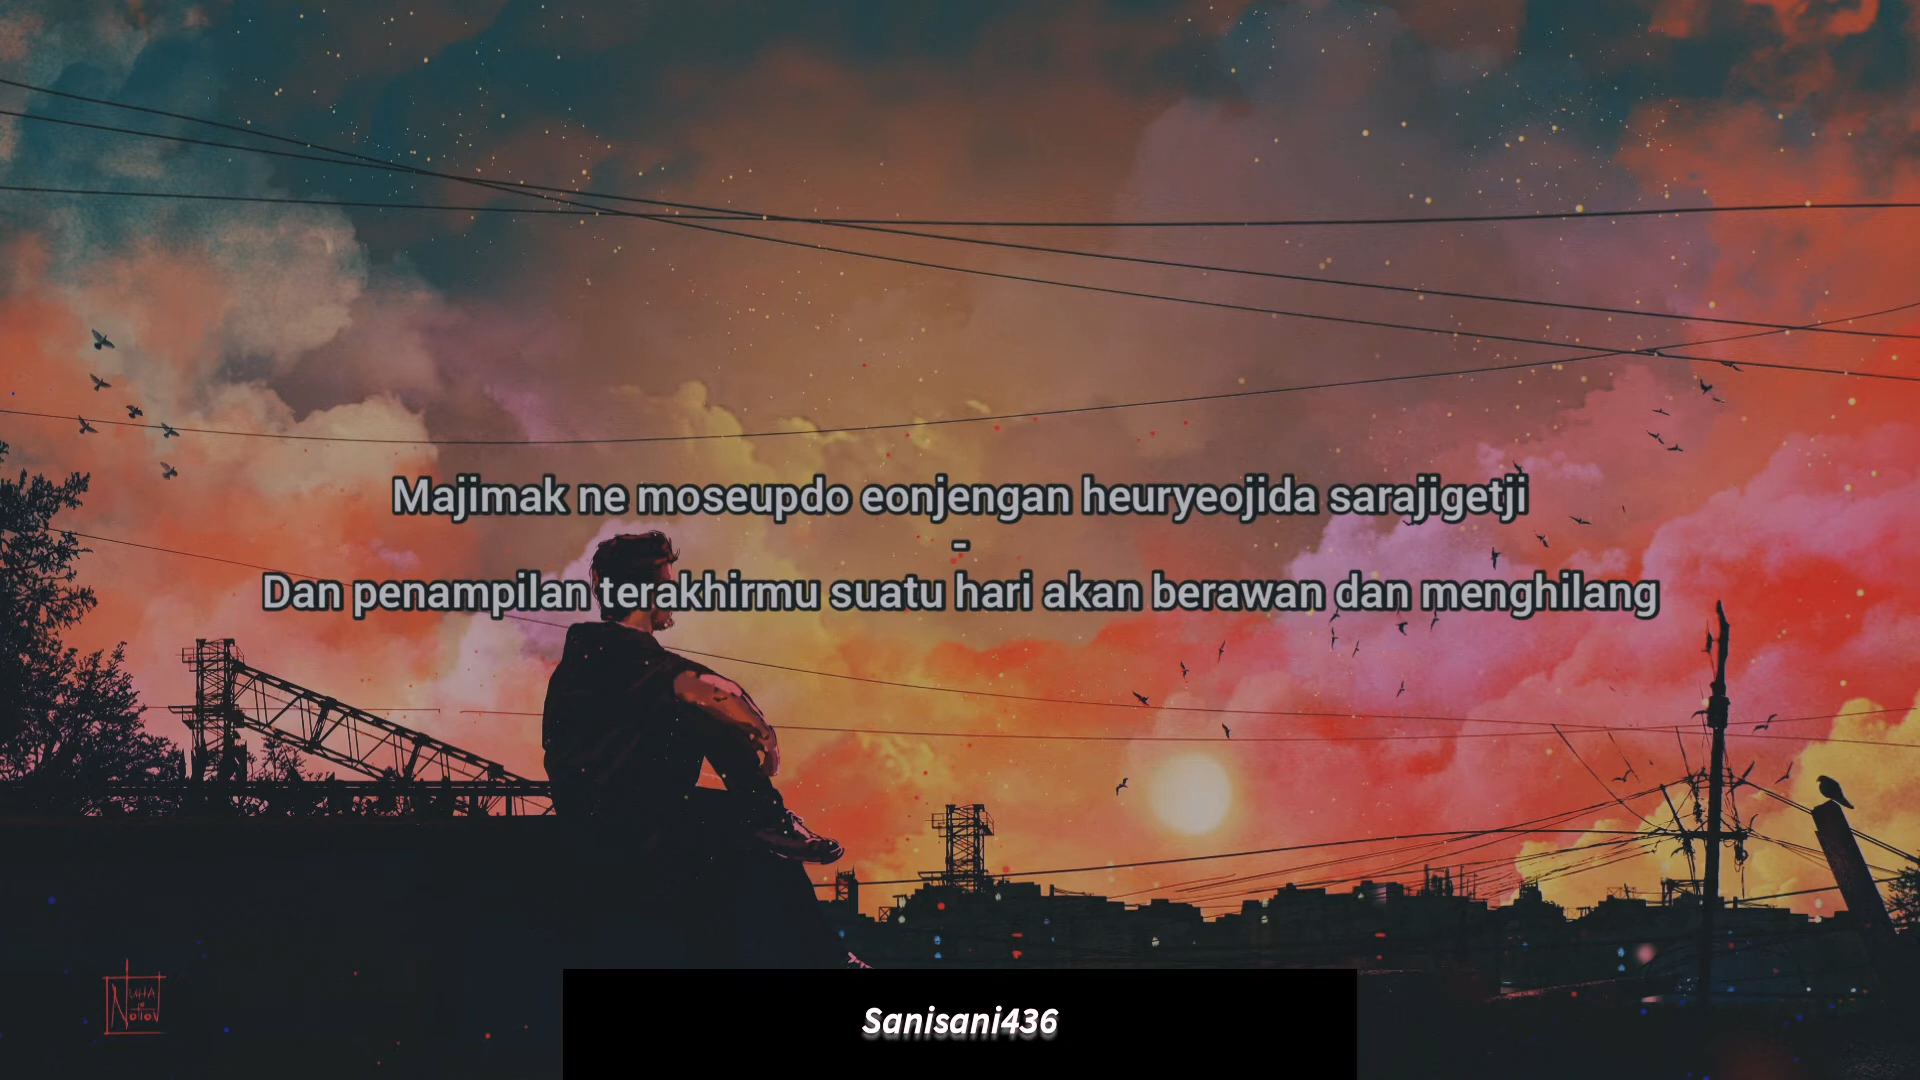 Majimak ne moseupdo eonjengan heuryeojida sarajigetji
-
Dan penampilan terakhirmu suatu hari akan berawan dan menghilang
Sanisani436